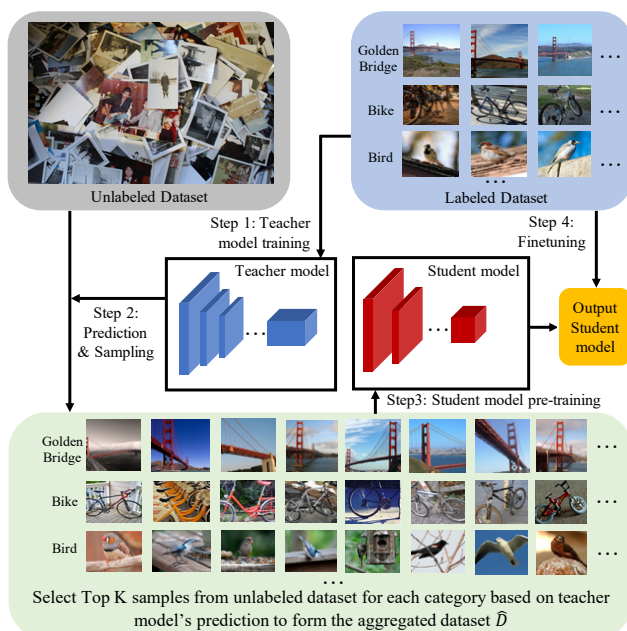 Unlabeled Dataset
Golden
Bridge
Bike
Bird
...
...
...
...
Labeled Dataset
Step 1: Teacher
model training
Step 4:
Finetuning
Teacher model
...
Student model
...
Step 2:
Prediction
& Sampling
Output
Student
model
Step3: Student model pre-training
Golden
Bridge
...
Bike
...
Bird
...
...
Select Top K samples from unlabeled dataset for each category based on teacher
model's prediction to form the aggregated dataset D̂